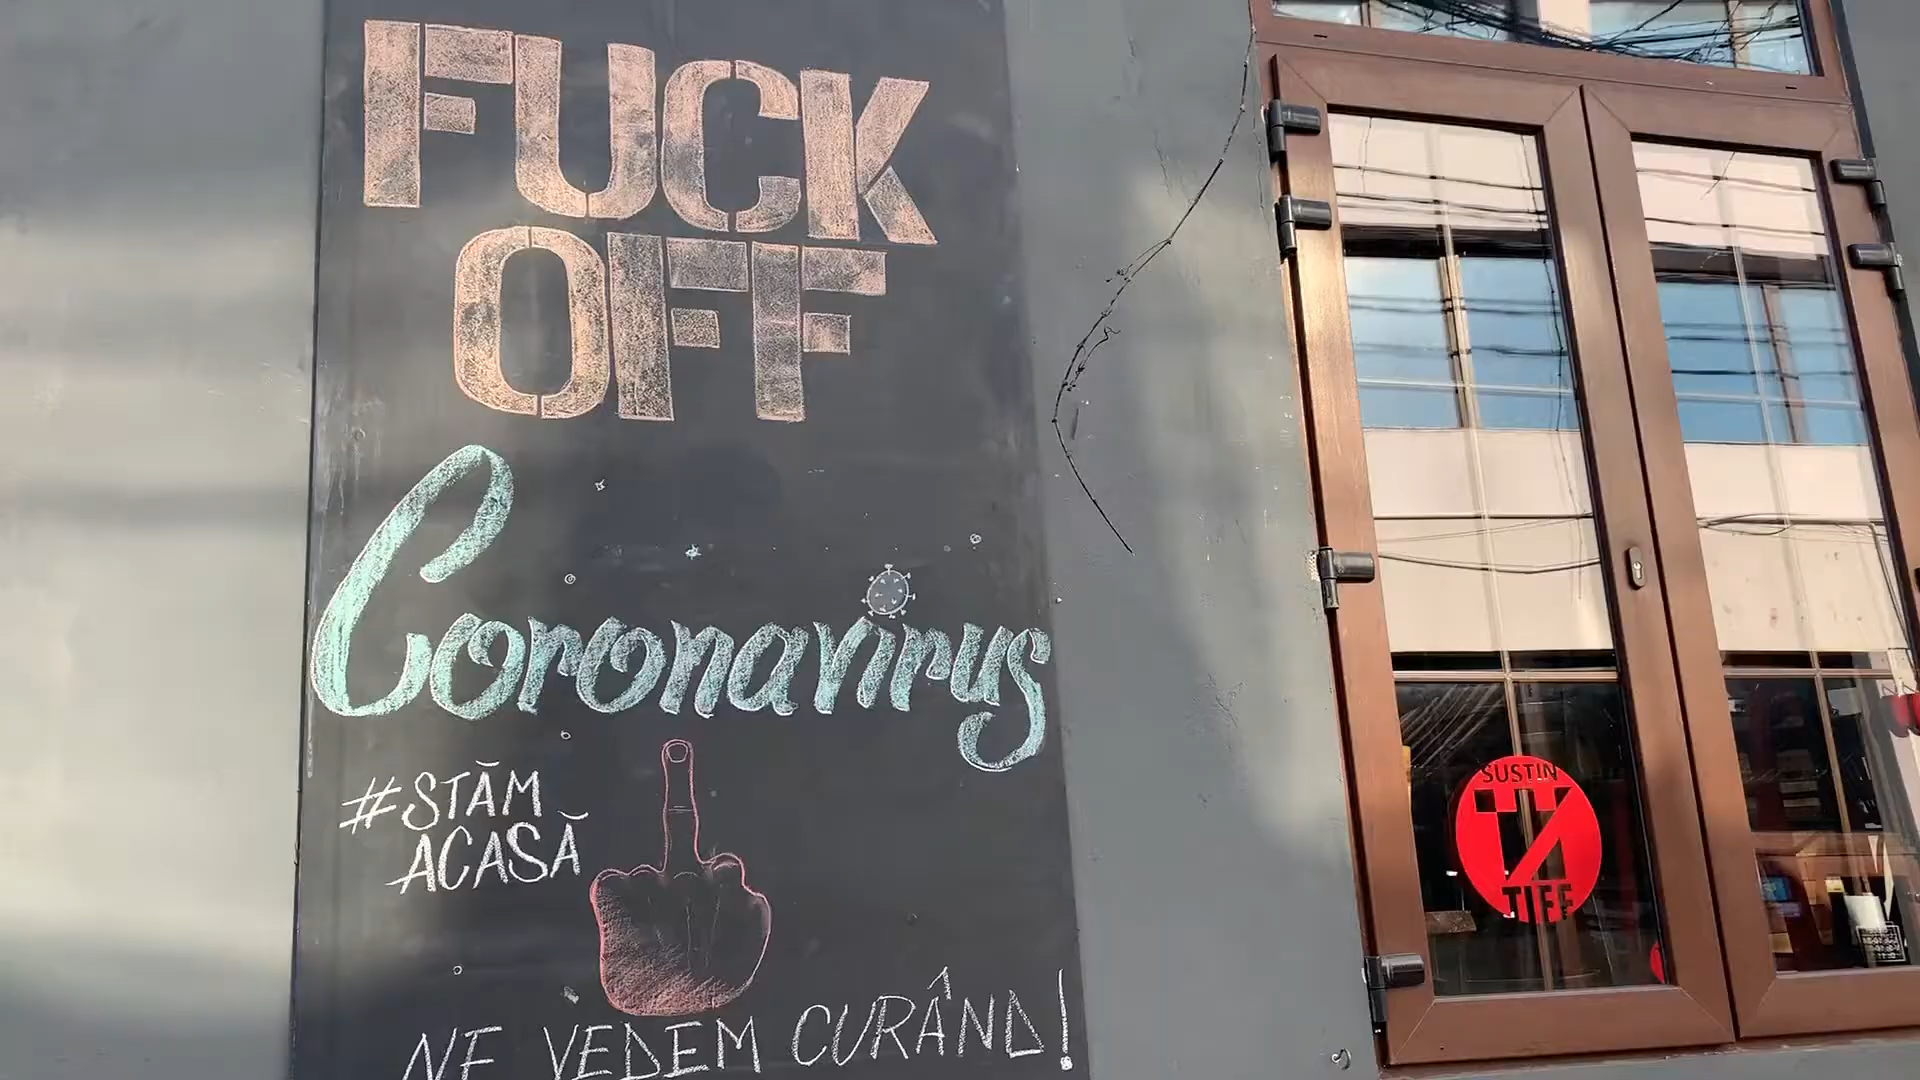 FUCK
OFF
Coronavirus
#STĂM
ACASĂ
NE VEDEM CURÂND!
SUSTIN
TIFF